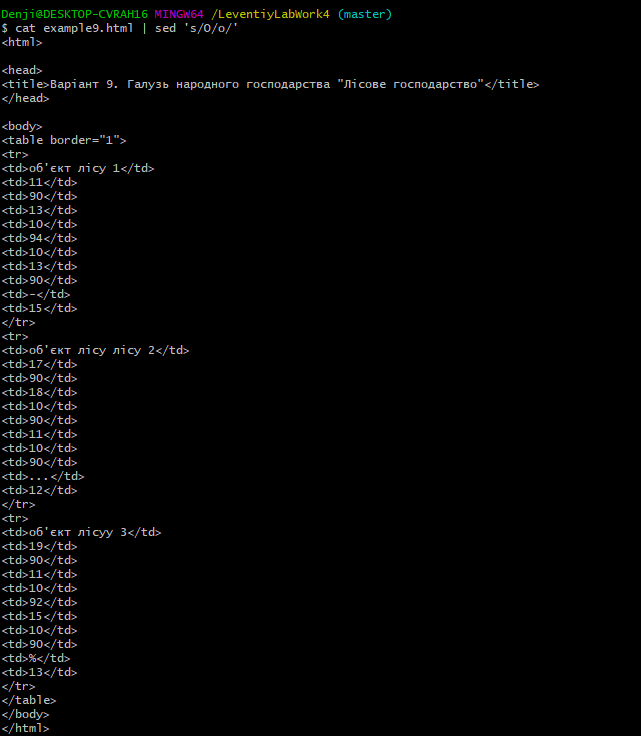 Denji@DESKTOP-CVRAH16 MINGW64 /LeventiyLabWork4 (master)
$ cat example9.html | sed 's/О/о/'
<html>

<head>
<title>Варіант 9. Галузь народного господарства "Лісове господарство"</title>
</head>

<body>
<table border="1">
<tr>
<td>об'єкт лісу 1</td>
<td>11</td>
<td>90</td>
<td>13</td>
<td>10</td>
<td>94</td>
<td>10</td>
<td>13</td>
<td>90</td>
<td>-</td>
<td>15</td>
</tr>
<tr>
<td>об'єкт лісу лісу 2</td>
<td>17</td>
<td>90</td>
<td>18</td>
<td>10</td>
<td>90</td>
<td>11</td>
<td>10</td>
<td>90</td>
<td>...</td>
<td>12</td>
</tr>
<tr>
<td>об'єкт лісуу 3</td>
<td>19</td>
<td>90</td>
<td>11</td>
<td>10</td>
<td>92</td>
<td>15</td>
<td>10</td>
<td>90</td>
<td>%</td>
<td>13</td>
</tr>
</table>
</body>
</html>